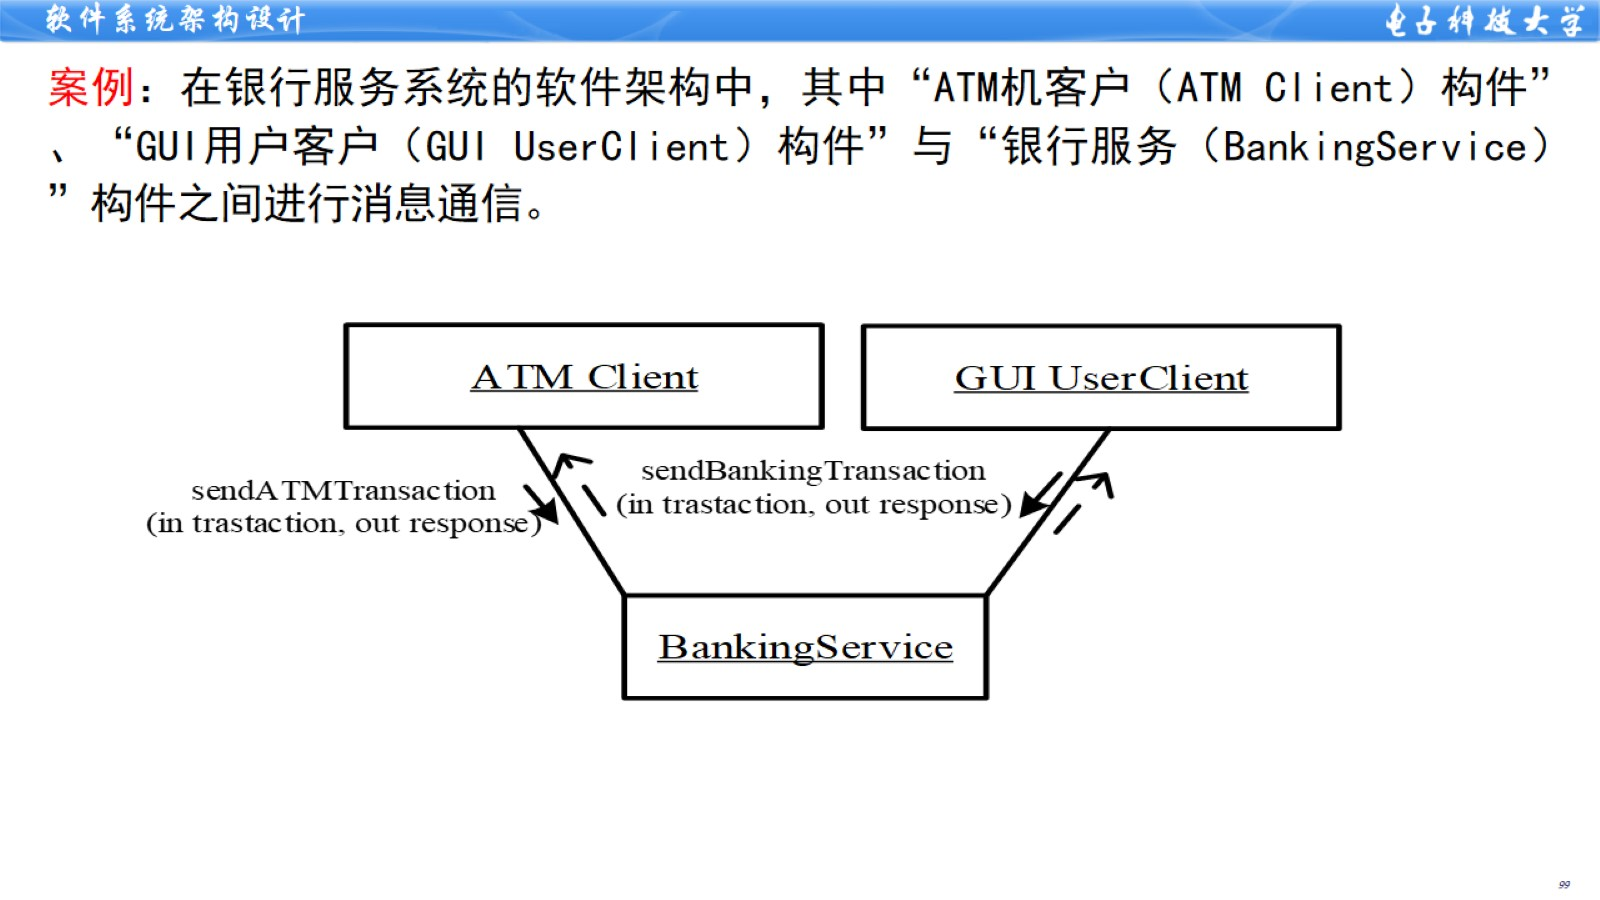 软件系统架构设计
电子科技大学
案例：在银行服务系统的软件架构中，其中“ATM机客户（ATM Client）构件”
、“GUI用户客户（GUI UserClient）构件”与“银行服务（BankingService）
”构件之间进行消息通信。
ATM Client
GUI UserClient
sendATMTransaction
(in trastaction, out response)
sendBankingTransaction
(in trastaction, out response)
BankingService
99